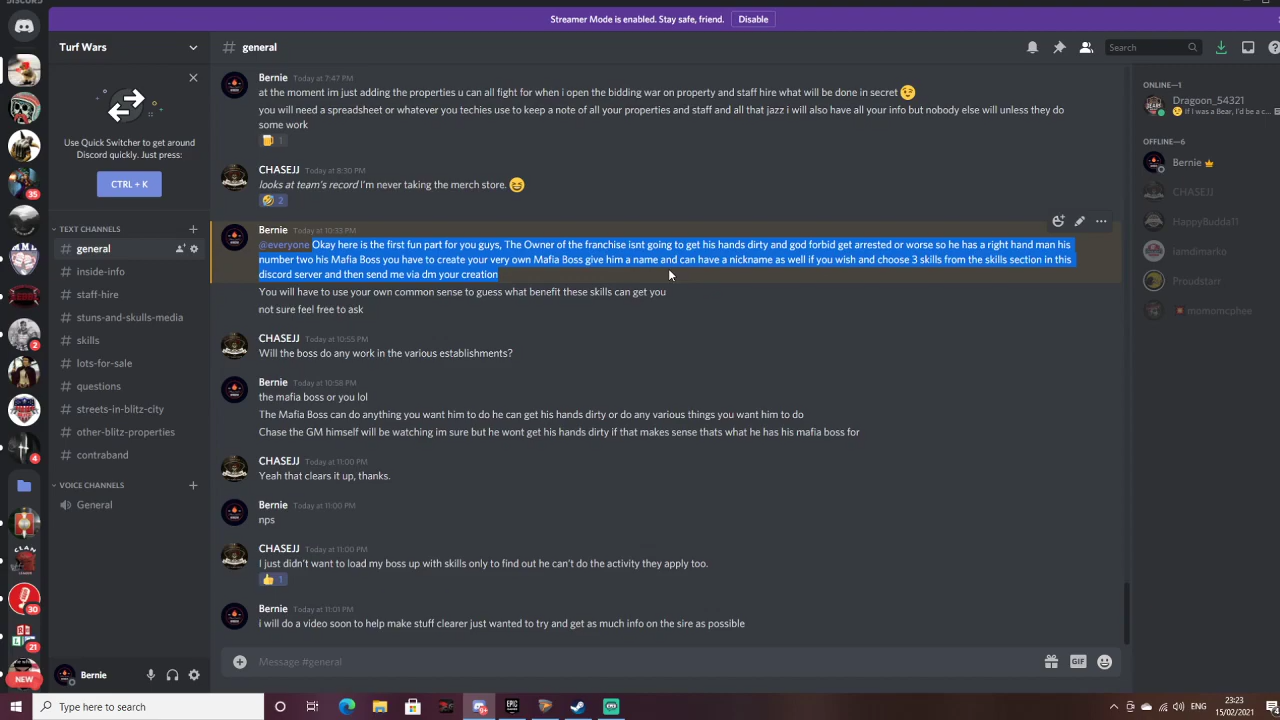 Streamer Mode is enabled. Stay safe, friend.
Disable
Turf Wars
# general
Search
Use Quick Switcher to get around
Discord quickly. Just press:
CTRL + K
TEXT CHANNELS
# general
# inside-info
# staff-hire
# stuns-and-skulls-media
# skills
# lots-for-sale
# questions
# streets-in-blitz-city
# other-blitz-properties
# contraband
VOICE CHANNELS
General
Bernie
35
2
4
30
21
NEW
Bernie Today at 7:47 PM
at the moment im just adding the properties u can all fight for when i open the bidding war on property and staff hire what will be done in secret
you will need a spreadsheet or whatever you techies use to keep a note of all your properties and staff and all that jazz i will also have all your info but nobody else will unless they do
some work
1
CHASEJJ Today at 8:30 PM
looks at team's record I'm never taking the merch store.
2
Bernie Today at 10:33 PM
@everyone Okay here is the first fun part for you guys, The Owner of the franchise isnt going to get his hands dirty and god forbid get arrested or worse so he has a right hand man his
number two his Mafia Boss you have to create your very own Mafia Boss give him a name and can have a nickname as well if you wish and choose 3 skills from the skills section in this
discord server and then send me via dm your creation
You will have to use your own common sense to guess what benefit these skills can get you
not sure feel free to ask
CHASEJJ Today at 10:55 PM
Will the boss do any work in the various establishments?
Bernie Today at 10:58 PM
the mafia boss or you lol
The Mafia Boss can do anything you want him to do he can get his hands dirty or do any various things you want him to do
Chase the GM himself will be watching im sure but he wont get his hands dirty if that makes sense thats what he has his mafia boss for
CHASEJJ Today at 11:00 PM
Yeah that clears it up, thanks.
Bernie Today at 11:00 PM
nps
CHASEJJ Today at 11:00 PM
I just didn't want to load my boss up with skills only to find out he can't do the activity they apply too.
1
Bernie Today at 11:01 PM
i will do a video soon to help make stuff clearer just wanted to try and get as much info on the sire as possible
Message #general
GIF
ONLINE—1
Dragoon_54321
If I was a Bear, I'd be a c
OFFLINE—6
Bernie
CHASEJJ
HappyBudda11
iamdimarko
Proudstarr
momomcphee
Type here to search
EPIC
23:23
15/02/2021